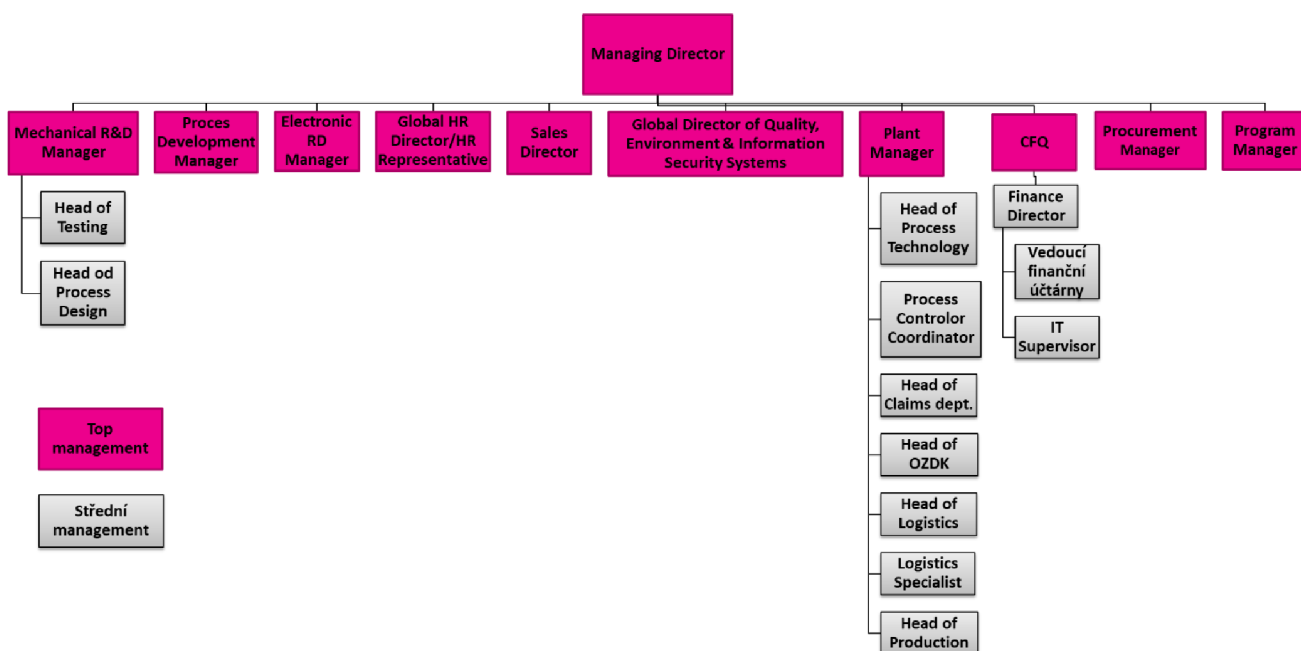 Managing Director
Mechanical R&D
Manager
Proces
Development
Manager
Electronic
RD
Manager
Global HR
Director/HR
Representative
Sales
Director
Global Director of Quality,
Environment & Information
Security Systems
Plant
Manager
CFQ
Procurement
Manager
Program
Manager
Head of
Testing
Head od
Process
Design
Head of
Process
Technology
Process
Controlor
Coordinator
Head of
Claims dept.
Head of
OZDK
Head of
Logistics
Logistics
Specialist
Head of
Production
Finance
Director
Vedoucí
finanční
účtárny
IT
Supervisor
Top
management
Střední
management